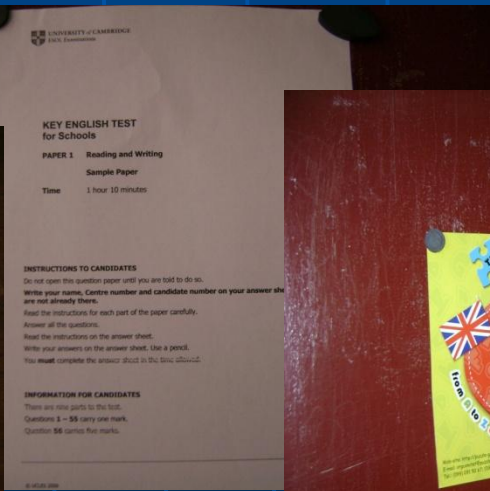 UNIVERSITY of CAMBRIDGE
ESOL Examinations
KEY ENGLISH TEST
for Schools
PAPER 1 Reading and Writing
Sample Paper
Time 1 hour 10 minutes
INSTRUCTIONS TO CANDIDATES
Do not open this question paper until you are told to do so.
Write your name, Centre number and candidate number on your answer she
are not already there.
Read the instructions for each part of the paper carefully.
Answer all the questions.
Read the instructions on the answer sheet.
Write your answers on the answer sheet. Use a pencil.
You must complete the answer sheet in the time allowed.
INFORMATION FOR CANDIDATES
There are nine parts to the test.
Questions 1 – 55 carry one mark.
Question 56 carries five marks.
from A to Z